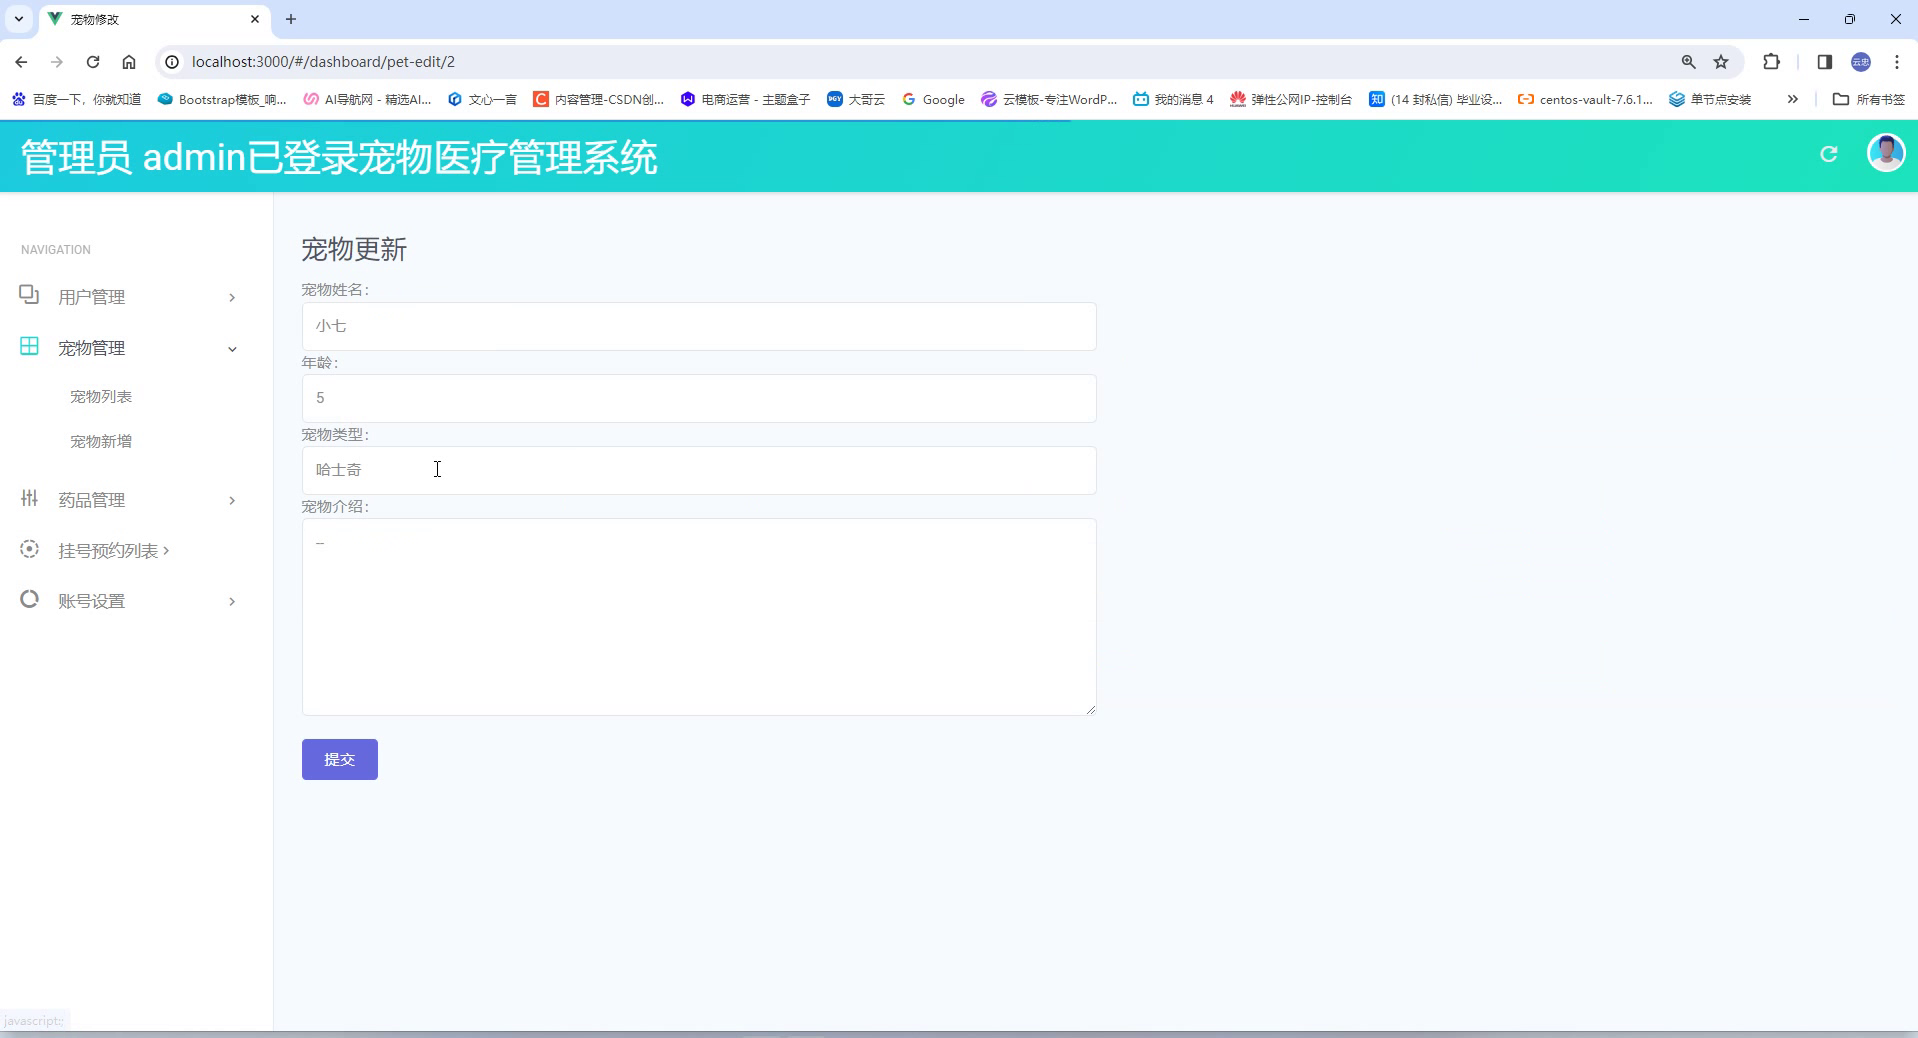 宠物修改
localhost:3000/#/dashboard/pet-edit/2
百度一下，你就知道 Bootstrap模板_响... AI导航网 - 精选AI... 文心一言 内容管理-CSDN创... 电商运营 - 主题盒子 大哥云 Google 云模板-专注WordP... 我的消息 4 弹性公网IP-控制台 (14 封私信) 毕业设... centos-vault-7.6.1... 单节点安装 » 所有书签
管理员 admin已登录宠物医疗管理系统
NAVIGATION
用户管理
宠物管理
宠物列表
宠物新增
药品管理
挂号预约列表
账号设置
宠物更新
宠物姓名：
小七
年龄：
5
宠物类型：
哈士奇
宠物介绍：
--
提交
javascript:;